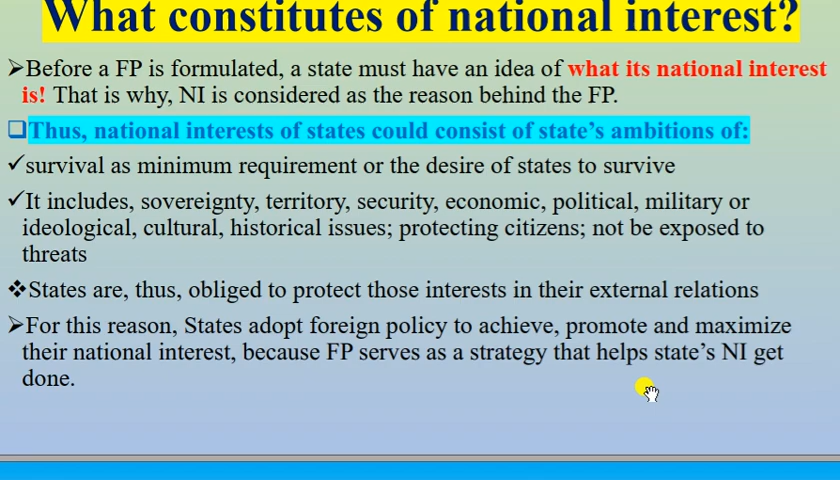 What constitutes of national interest?
➢Before a FP is formulated, a state must have an idea of what its national interest
is! That is why, NI is considered as the reason behind the FP.
❑Thus, national interests of states could consist of state’s ambitions of:
✓survival as minimum requirement or the desire of states to survive
✓It includes, sovereignty, territory, security, economic, political, military or
ideological, cultural, historical issues; protecting citizens; not be exposed to
threats
❖States are, thus, obliged to protect those interests in their external relations
➢For this reason, States adopt foreign policy to achieve, promote and maximize
their national interest, because FP serves as a strategy that helps state’s NI get
done.